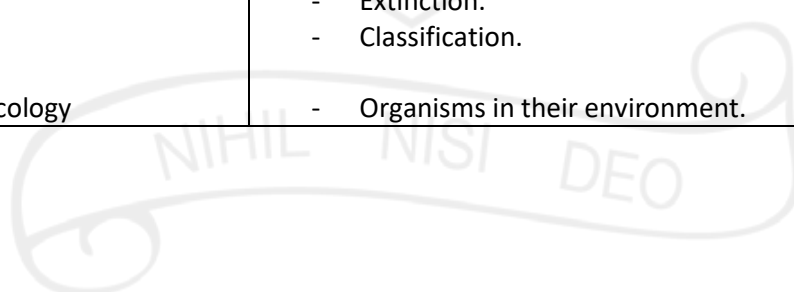 - Extinction.
- Classification.
cology - Organisms in their environment.
NIHIL NISI DEO